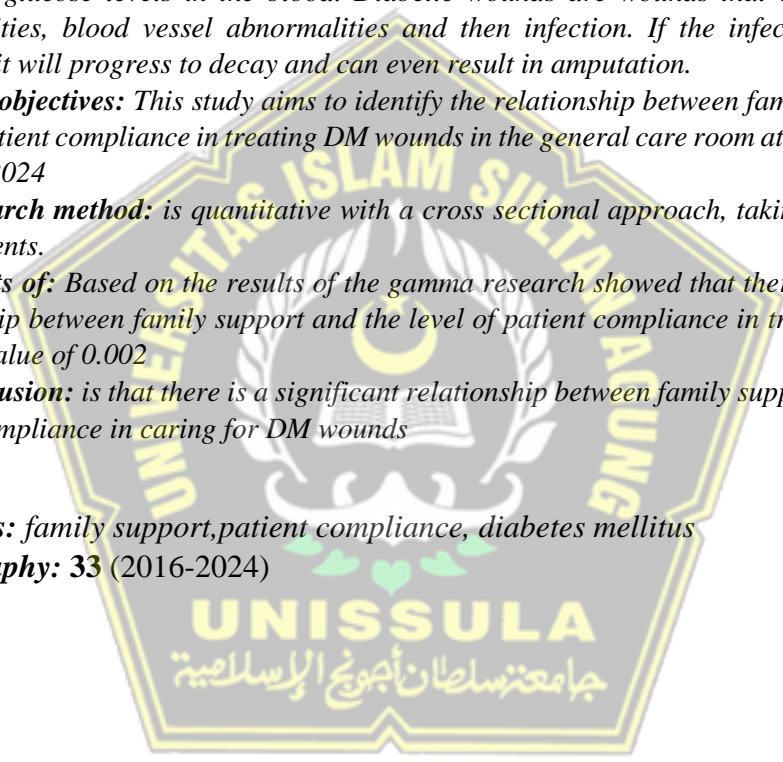 glucose levels in the blood. Diabetic wounds are wounds that
ities, blood vessel abnormalities and then infection. If the infec
it will progress to decay and can even result in amputation.
objectives: This study aims to identify the relationship between fam
tient compliance in treating DM wounds in the general care room at
024
arch method: is quantitative with a cross sectional approach, takin
ents.
ts of: Based on the results of the gamma research showed that ther
ip between family support and the level of patient compliance in tr
alue of 0.002
usion: is that there is a significant relationship between family supp
ompliance in caring for DM wounds
s: family support,patient compliance, diabetes mellitus
phy: 33 (2016-2024)
UNIVERSITAS ISLAM SULTAN AGUNG
UNISSULA
جامعة سلطان أجونج الإسلامية